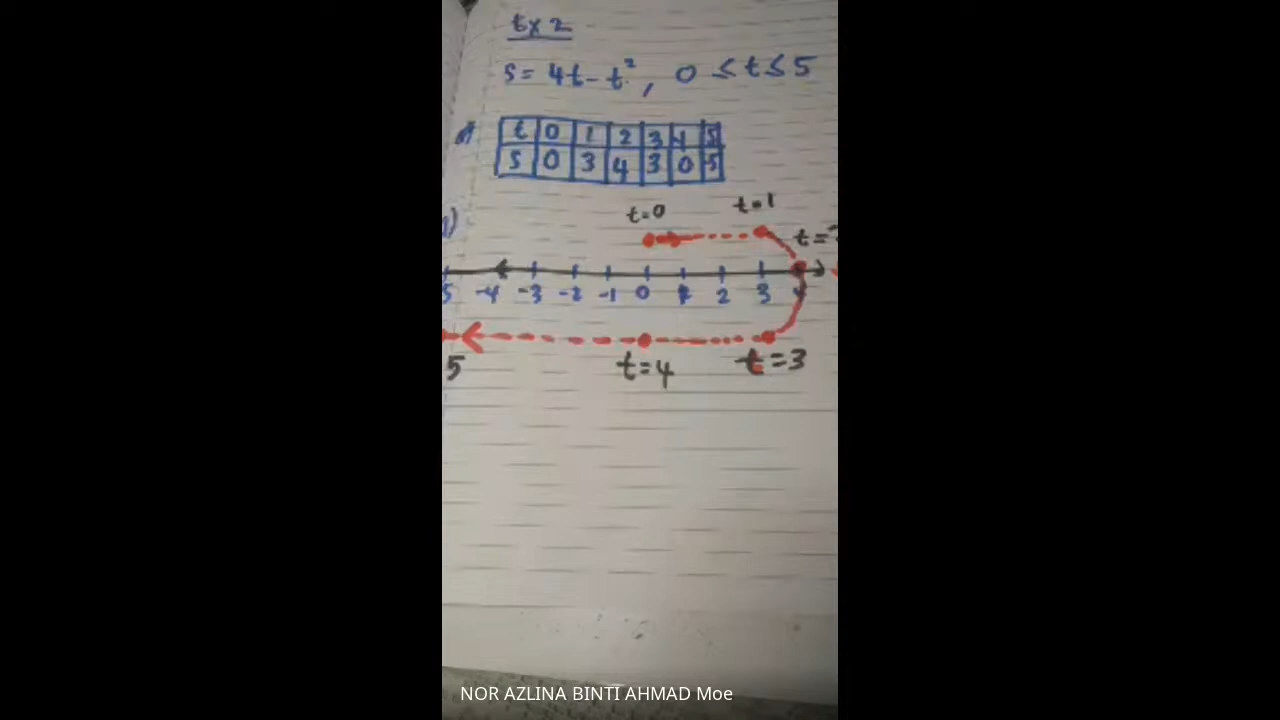 Ex 2
s = 4t - t², 0 ≤ t ≤ 5
t 0 1 2 3 4 5
s 0 3 4 3 0 -5
t=0 t=1
t=
-4 -3 -2 -1 0 1 2 3 4
5 t=4 t=3
NOR AZLINA BINTI AHMAD Moe